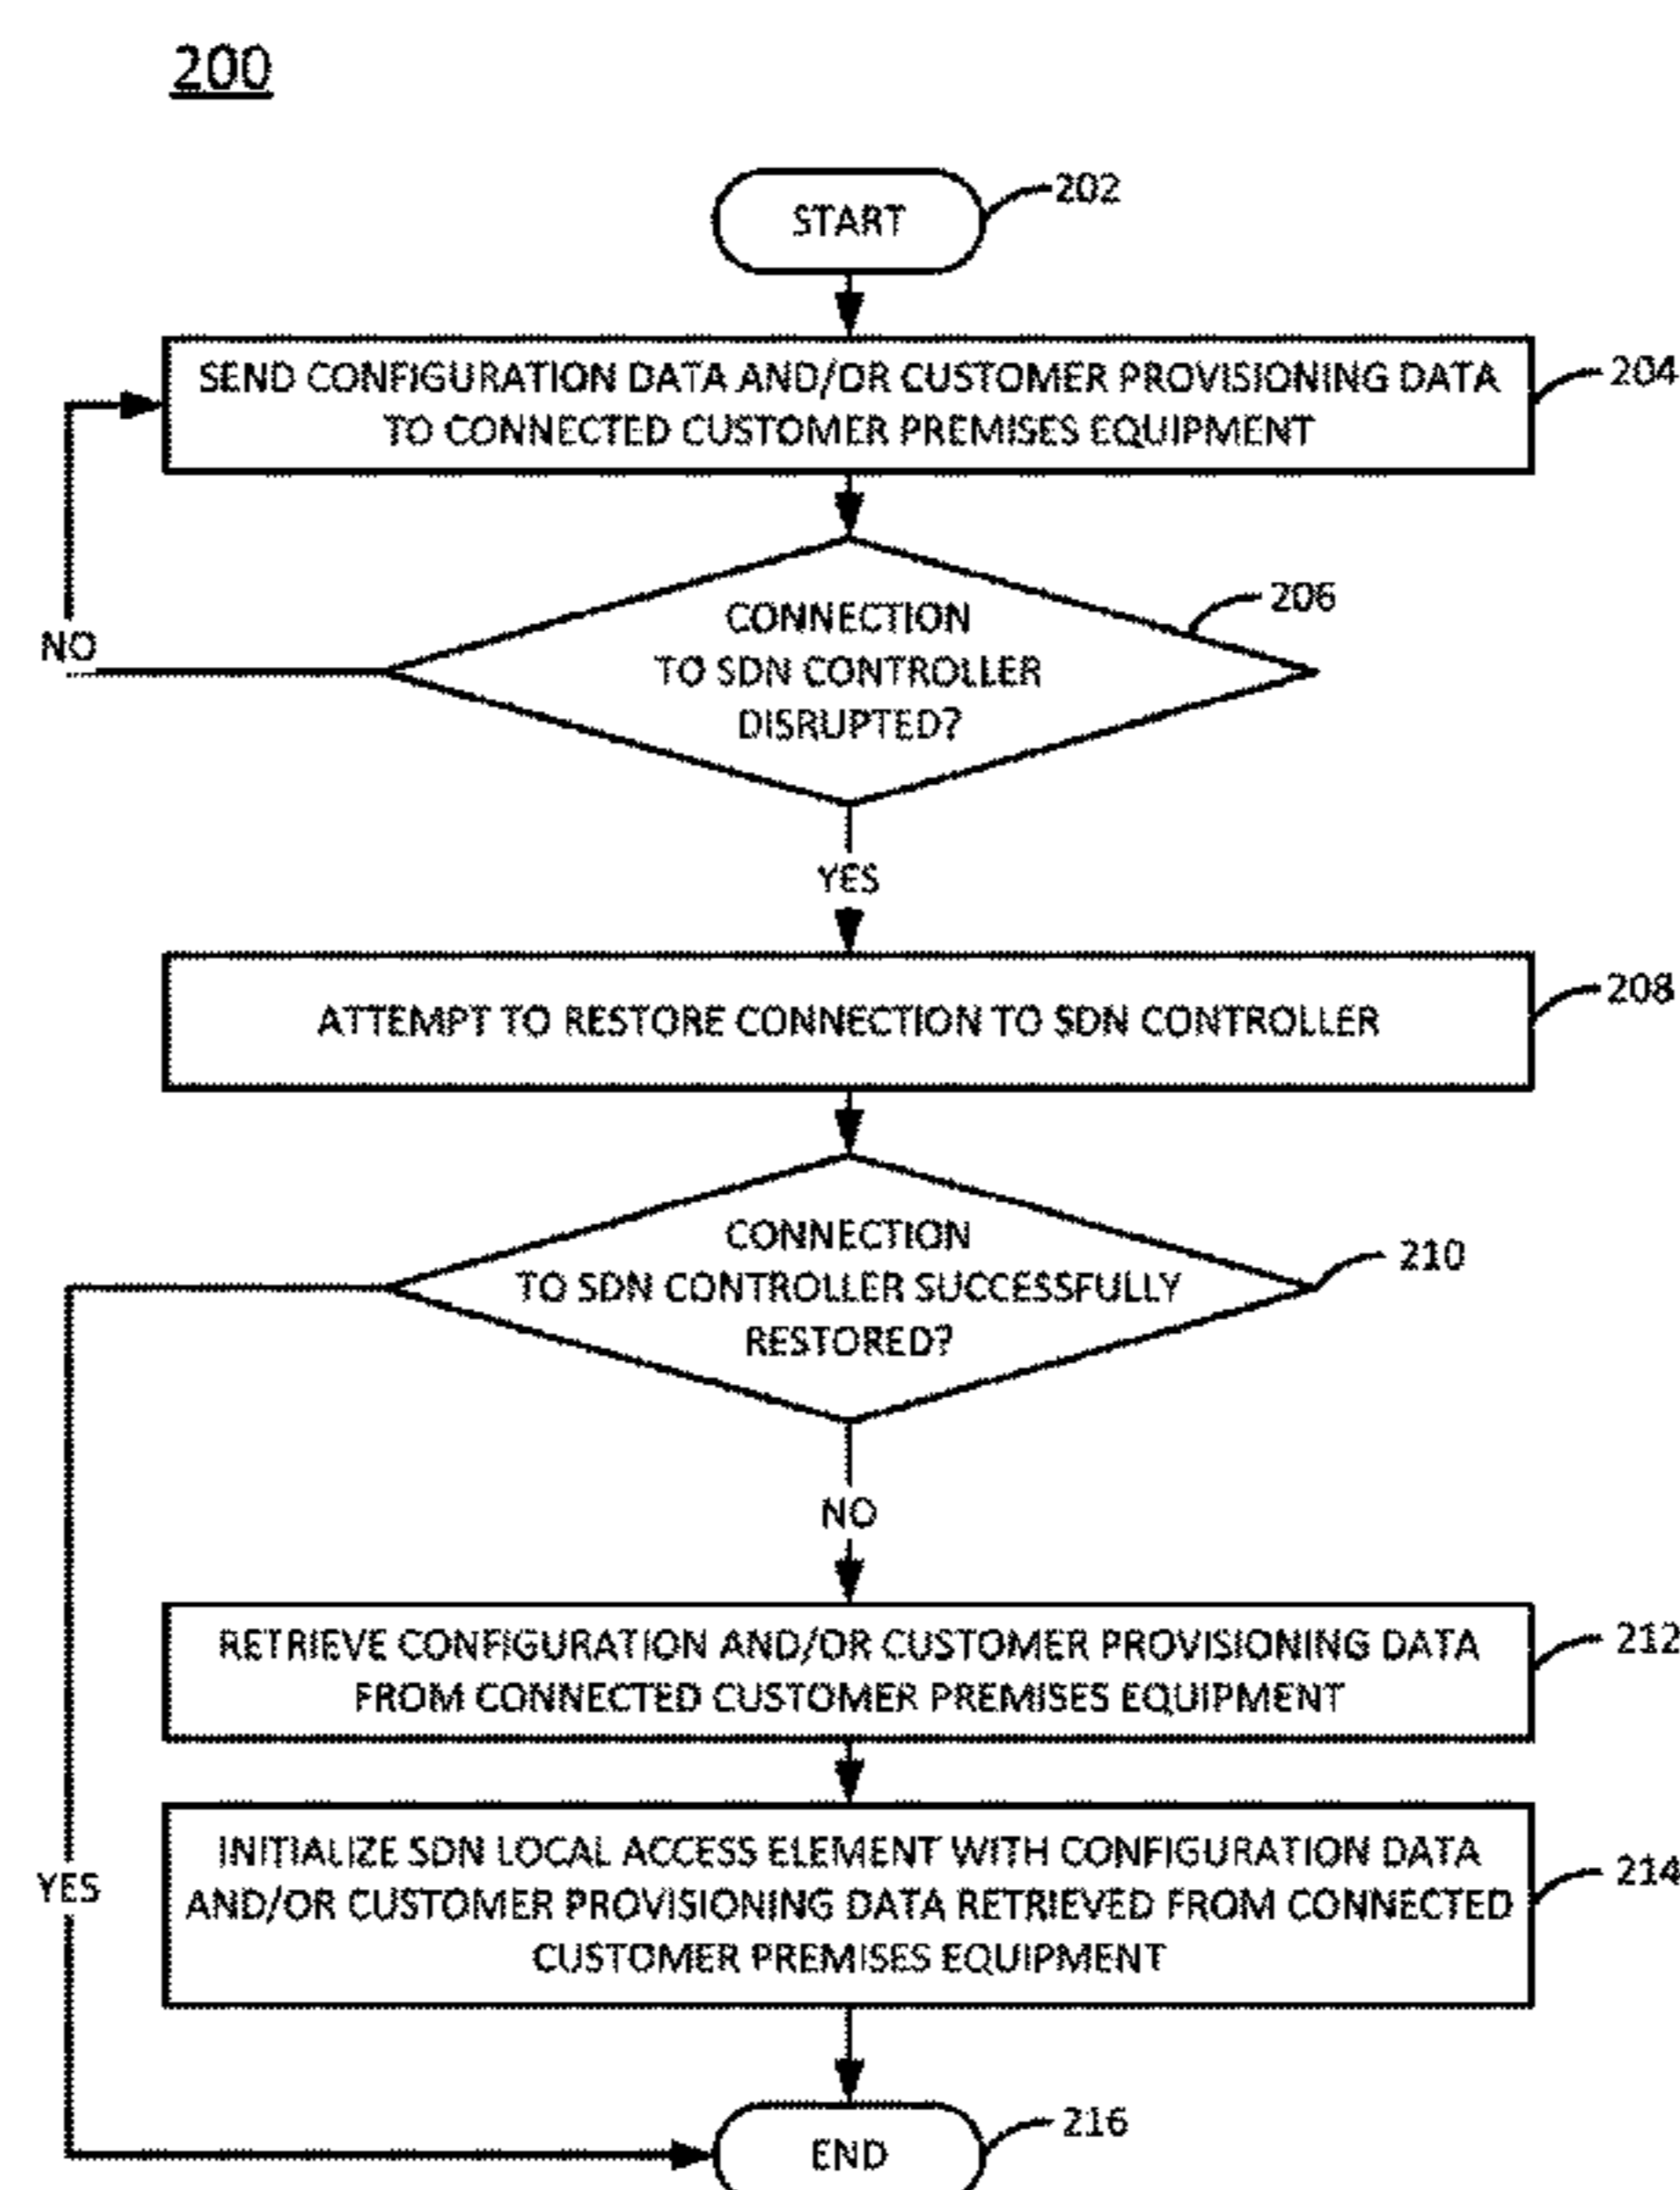 200
START
202
SEND CONFIGURATION DATA AND/OR CUSTOMER PROVISIONING DATA
TO CONNECTED CUSTOMER PREMISES EQUIPMENT
204
CONNECTION
TO SDN CONTROLLER
DISRUPTED?
206
NO
YES
ATTEMPT TO RESTORE CONNECTION TO SDN CONTROLLER
208
CONNECTION
TO SDN CONTROLLER SUCCESSFULLY
RESTORED?
210
NO
RETRIEVE CONFIGURATION AND/OR CUSTOMER PROVISIONING DATA
FROM CONNECTED CUSTOMER PREMISES EQUIPMENT
212
INITIALIZE SDN LOCAL ACCESS ELEMENT WITH CONFIGURATION DATA
AND/OR CUSTOMER PROVISIONING DATA RETRIEVED FROM CONNECTED
CUSTOMER PREMISES EQUIPMENT
214
YES
END
216